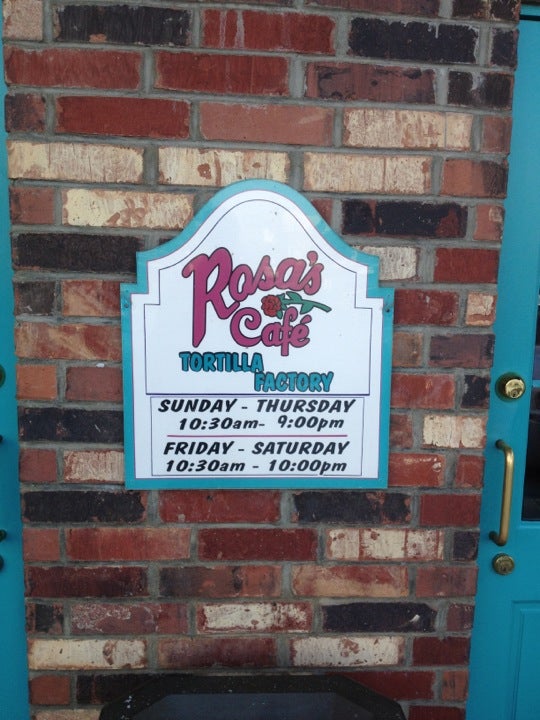 Rosa's
Café
TORTILLA
FACTORY
SUNDAY - THURSDAY
10:30am- 9:00pm
FRIDAY - SATURDAY
10:30am - 10:00pm